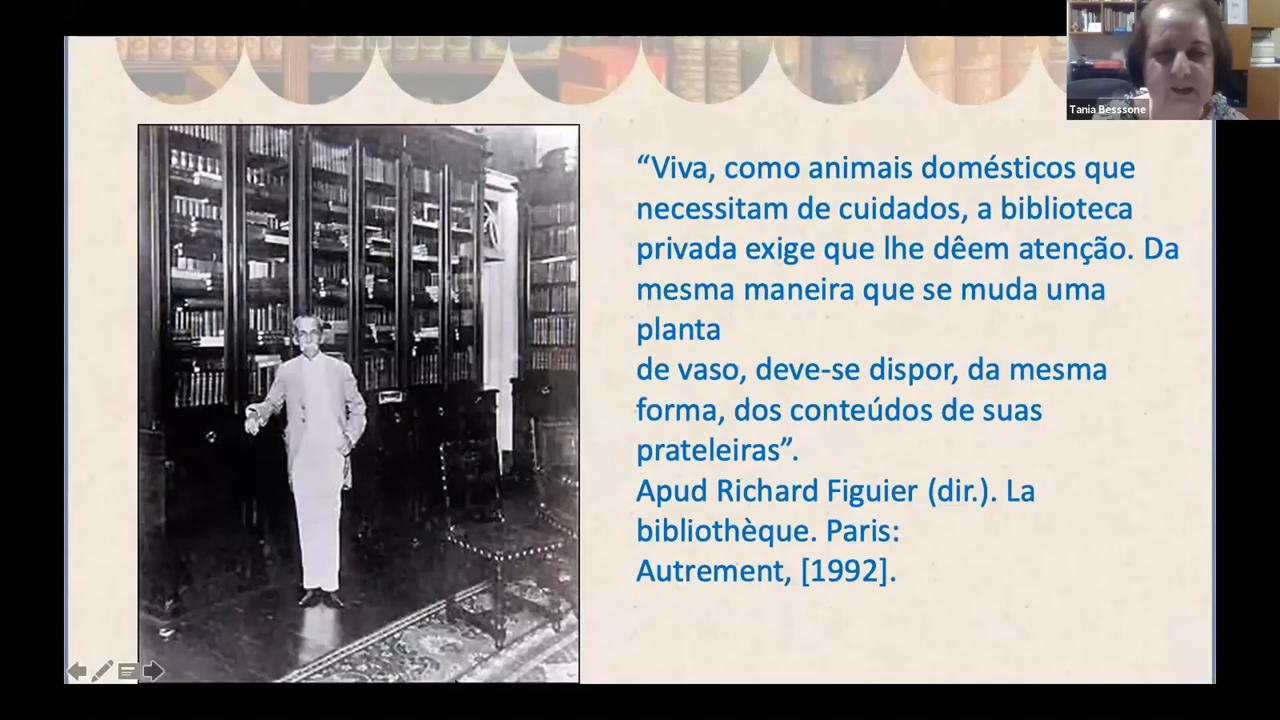 Tania Besssone
“Viva, como animais domésticos que
necessitam de cuidados, a biblioteca
privada exige que lhe dêem atenção. Da
mesma maneira que se muda uma
planta
de vaso, deve-se dispor, da mesma
forma, dos conteúdos de suas
prateleiras”.
Apud Richard Figuier (dir.). La
bibliothèque. Paris:
Autrement, [1992].